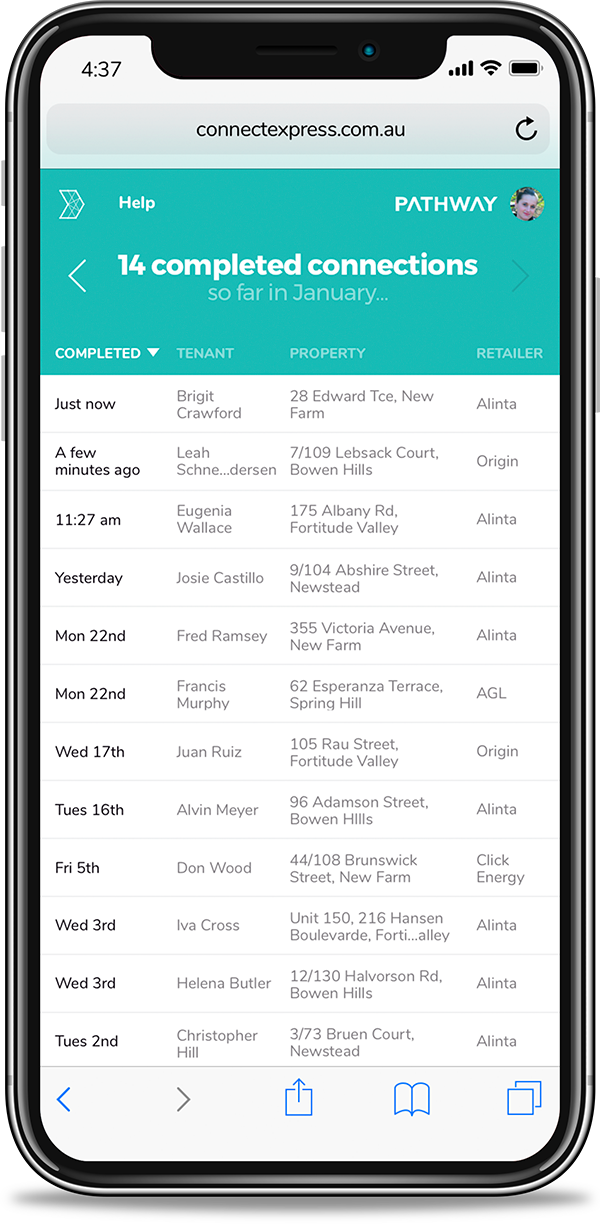 4:37
connectexpress.com.au
Help
PATHWAY
14 completed connections
so far in January...
COMPLETED TENANT PROPERTY RETAILER
Just now
Brigit
Crawford
28 Edward Tce, New
Farm
Alinta
A few
minutes ago
Leah
Schne...dersen
7/109 Lebsack Court,
Bowen Hills
Origin
11:27 am
Eugenia
Wallace
175 Albany Rd,
Fortitude Valley
Alinta
Yesterday
Josie Castillo
9/104 Abshire Street,
Newstead
Alinta
Mon 22nd
Fred Ramsey
355 Victoria Avenue,
New Farm
Alinta
Mon 22nd
Francis
Murphy
62 Esperanza Terrace,
Spring Hill
AGL
Wed 17th
Juan Ruiz
105 Rau Street,
Fortitude Valley
Origin
Tues 16th
Alvin Meyer
96 Adamson Street,
Bowen HIlls
Alinta
Fri 5th
Don Wood
44/108 Brunswick
Street, New Farm
Click
Energy
Wed 3rd
Iva Cross
Unit 150, 216 Hansen
Boulevarde, Forti...alley
Alinta
Wed 3rd
Helena Butler
12/130 Halvorson Rd,
Bowen Hills
Alinta
Tues 2nd
Christopher
Hill
3/73 Bruen Court,
Newstead
Alinta